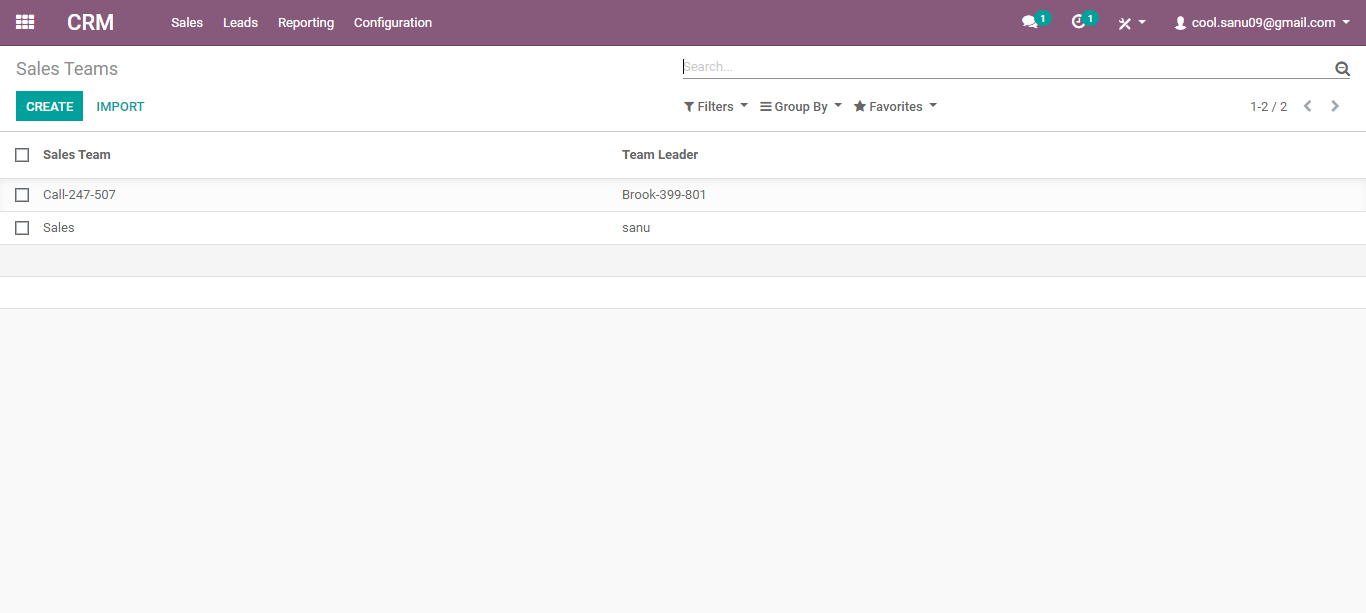 CRM Sales Leads Reporting Configuration 1 1 cool.sanu09@gmail.com
Sales Teams Search...
CREATE IMPORT Filters Group By Favorites 1-2 / 2
Sales Team Team Leader
Call-247-507 Brook-399-801
Sales sanu